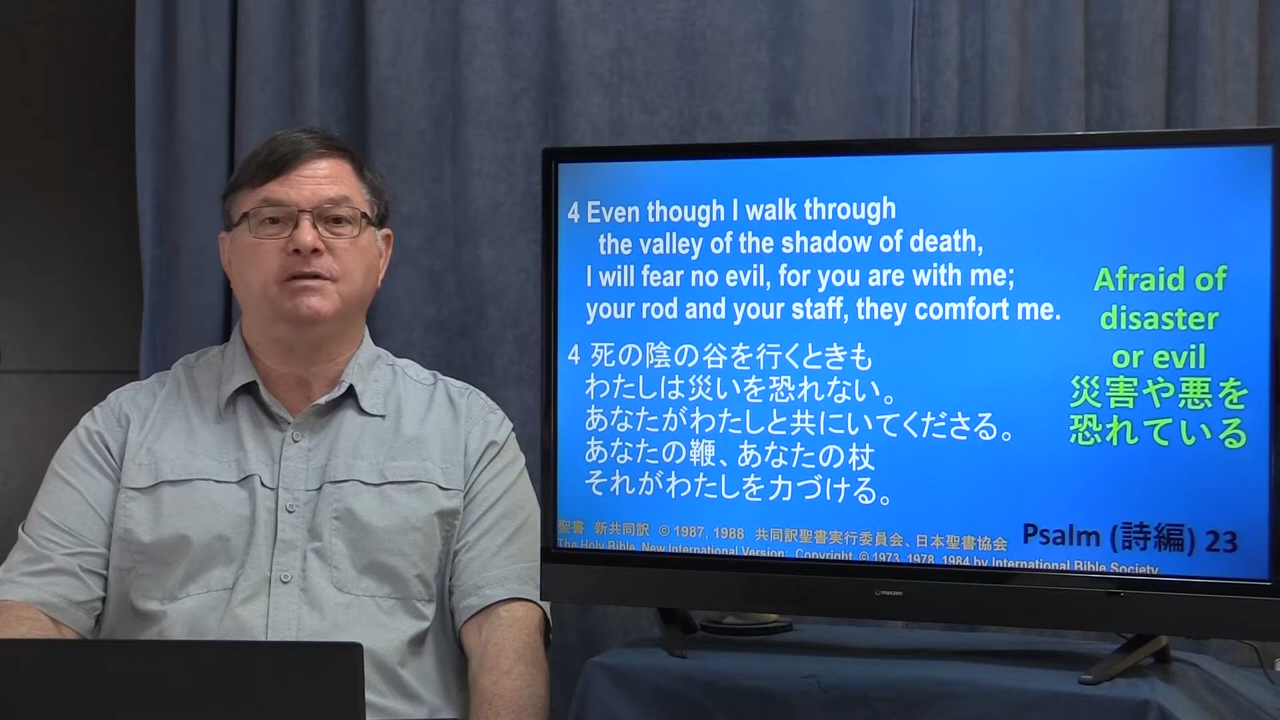 4 Even though I walk through
the valley of the shadow of death,
I will fear no evil, for you are with me;
your rod and your staff, they comfort me.
4 死の陰の谷を行くときも
わたしは災いを恐れない。
あなたがわたしと共にいてくださる。
あなたの鞭、あなたの杖
それがわたしを力づける。
Afraid of
disaster
or evil
災害や悪を
恐れている
聖書 新共同訳 © 1987, 1988 共同訳聖書実行委員会、日本聖書協会
The Holy Bible, New International Version; Copyright © 1973, 1978, 1984 by International Bible Society
Psalm (詩編) 23
maxzen